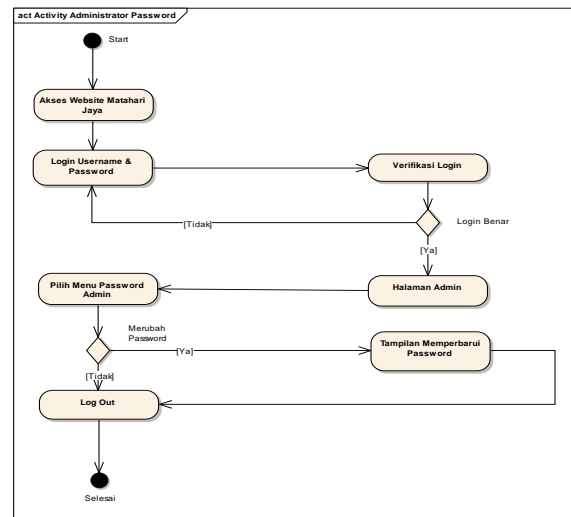 act Activity Administrator Password
Start
Akses Website Matahari
Jaya
Login Username &
Password
Verifikasi Login
[Tidak]
Login Benar
[Ya]
Pilih Menu Password
Admin
Halaman Admin
Merubah
Password
[Ya]
Tampilan Memperbarui
Password
[Tidak]
Log Out
Selesai